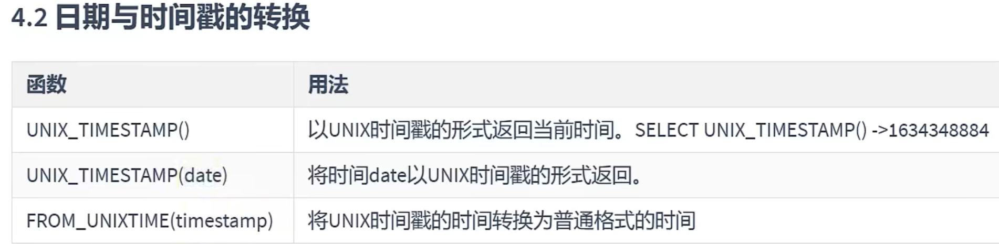 4.2 日期与时间戳的转换
函数 用法
UNIX_TIMESTAMP() 以UNIX时间戳的形式返回当前时间。SELECT UNIX_TIMESTAMP() ->1634348884
UNIX_TIMESTAMP(date) 将时间date以UNIX时间戳的形式返回。
FROM_UNIXTIME(timestamp) 将UNIX时间戳的时间转换为普通格式的时间